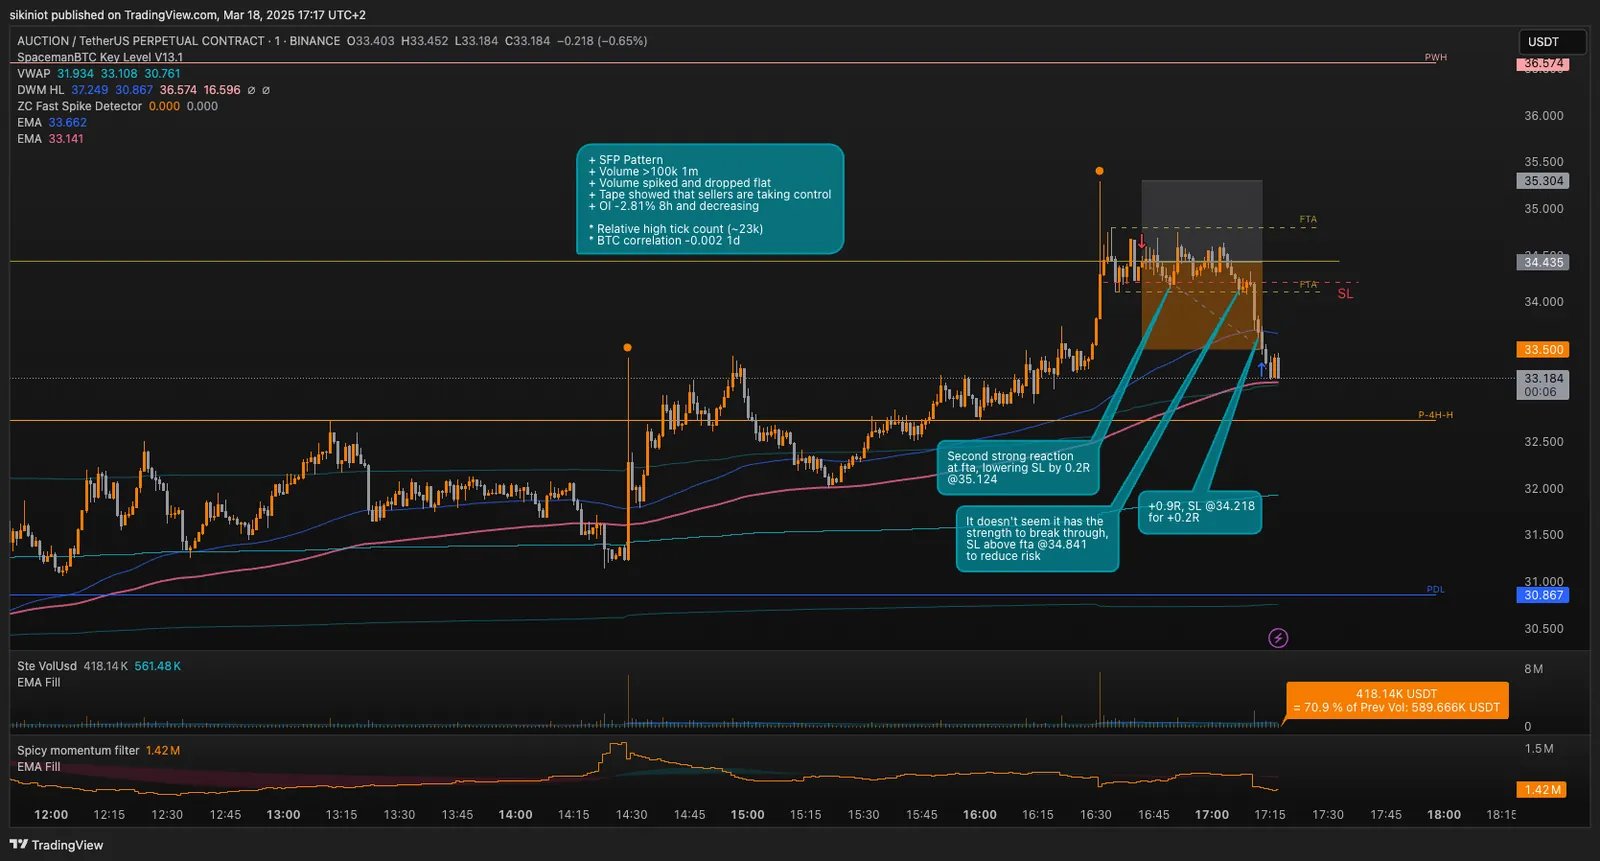 sikiniot published on TradingView.com, Mar 18, 2025 17:17 UTC+2
AUCTION / TetherUS PERPETUAL CONTRACT · 1 · BINANCE O33.403 H33.452 L33.184 C33.184 −0.218 (−0.65%)
USDT
SpacemanBTC Key Level V13.1
VWAP 31.934 33.108 30.761
DWM HL 37.249 30.867 36.574 16.596 ∅ ∅
ZC Fast Spike Detector 0.000 0.000
EMA 33.662
EMA 33.141
PWH
36.574
36.000
35.500
35.304
35.000
34.435
34.000
33.500
33.184
00:06
32.500
32.000
31.500
31.000
30.867
30.500
+ SFP Pattern
+ Volume >100k 1m
+ Volume spiked and dropped flat
+ Tape showed that sellers are taking control
+ OI -2.81% 8h and decreasing
* Relative high tick count (~23k)
* BTC correlation -0.002 1d
FTA
FTA
SL
P-4H-H
Second strong reaction
at fta, lowering SL by 0.2R
@35.124
It doesn't seem it has the
strength to break through,
SL above fta @34.841
to reduce risk
+0.9R, SL @34.218
for +0.2R
PDL
Ste VolUsd 418.14 K 561.48 K
EMA Fill
8 M
0
418.14K USDT
= 70.9 % of Prev Vol: 589.666K USDT
Spicy momentum filter 1.42 M
EMA Fill
1.5 M
1.42 M
12:00 12:15 12:30 12:45 13:00 13:15 13:30 13:45 14:00 14:15 14:30 14:45 15:00 15:15 15:30 15:45 16:00 16:15 16:30 16:45 17:00 17:15 17:30 17:45 18:00 18:15
TradingView